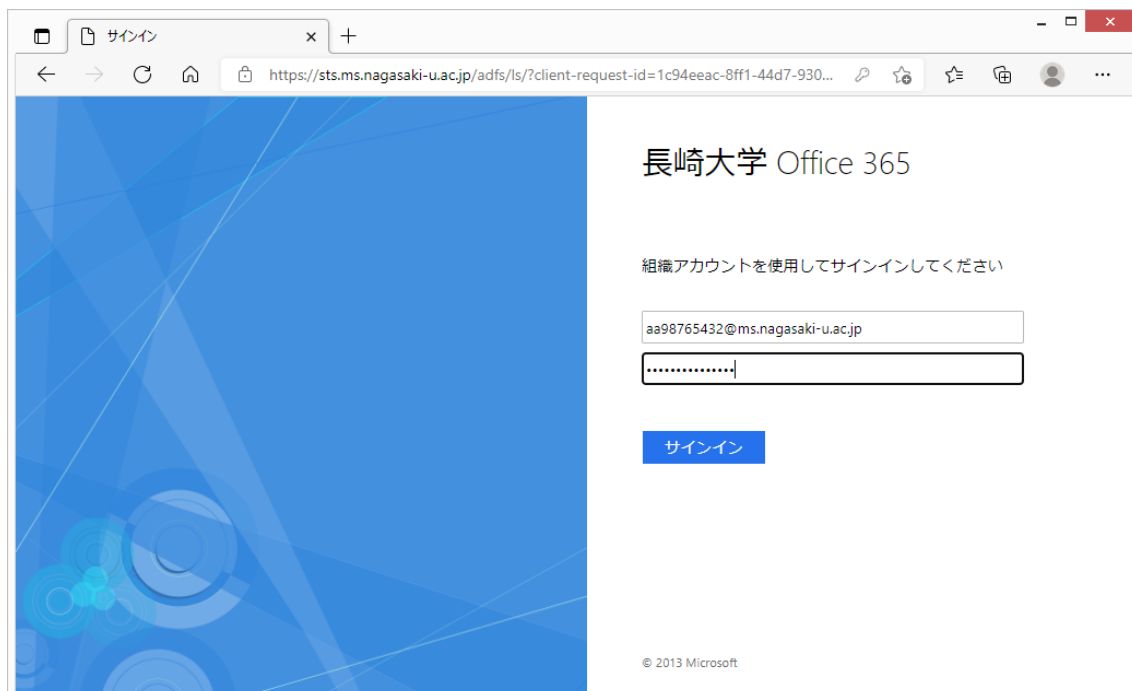 サインイン
https://sts.ms.nagasaki-u.ac.jp/adfs/ls/?client-request-id=1c94eeac-8ff1-44d7-930...
長崎大学 Office 365
組織アカウントを使用してサインインしてください
aa98765432@ms.nagasaki-u.ac.jp
•••••••••••••••
サインイン
© 2013 Microsoft